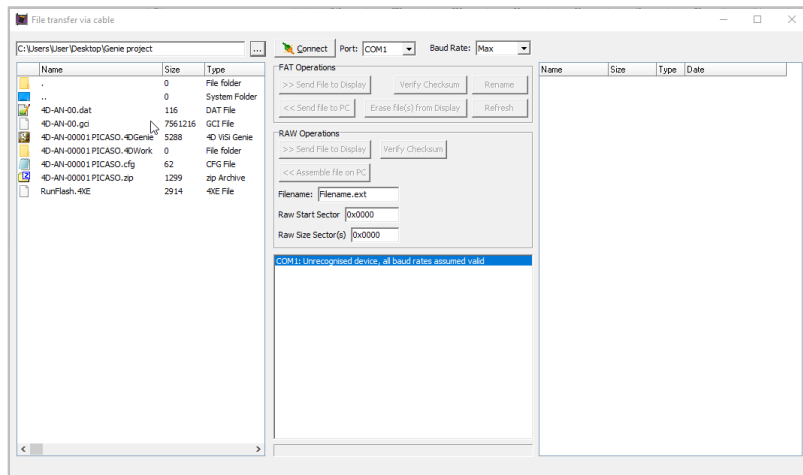 File transfer via cable
C:\Users\User\Desktop\Genie project
...
Connect
Port:
COM1
Baud Rate:
Max
Name Size Type
. 0 File folder
.. 0 System Folder
4D-AN-00.dat 116 DAT File
4D-AN-00.gci 7561216 GCI File
4D-AN-00001 PICASO.4DGenie 5288 4D ViSi Genie
4D-AN-00001 PICASO.4DWork 0 File folder
4D-AN-00001 PICASO.cfg 62 CFG File
4D-AN-00001 PICASO.zip 1299 zip Archive
RunFlash.4XE 2914 4XE File
FAT Operations
>> Send File to Display
Verify Checksum
Rename
<< Send file to PC
Erase file(s) from Display
Refresh
RAW Operations
>> Send File to Display
Verify Checksum
<< Assemble file on PC
Filename: Filename.ext
Raw Start Sector 0x0000
Raw Size Sector(s) 0x0000
COM1: Unrecognised device, all baud rates assumed valid
Name Size Type Date